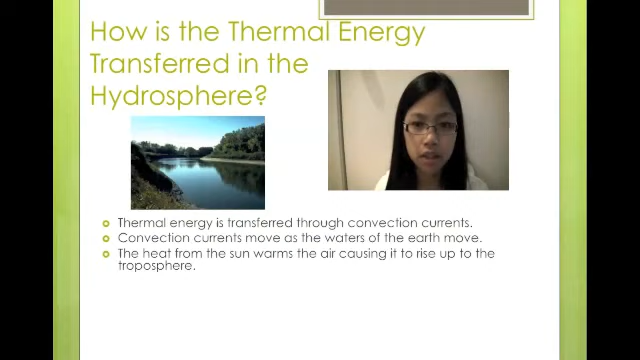 How is the Thermal Energy
Transferred in the
Hydrosphere?
Thermal energy is transferred through convection currents.
Convection currents move as the waters of the earth move.
The heat from the sun warms the air causing it to rise up to the
troposphere.